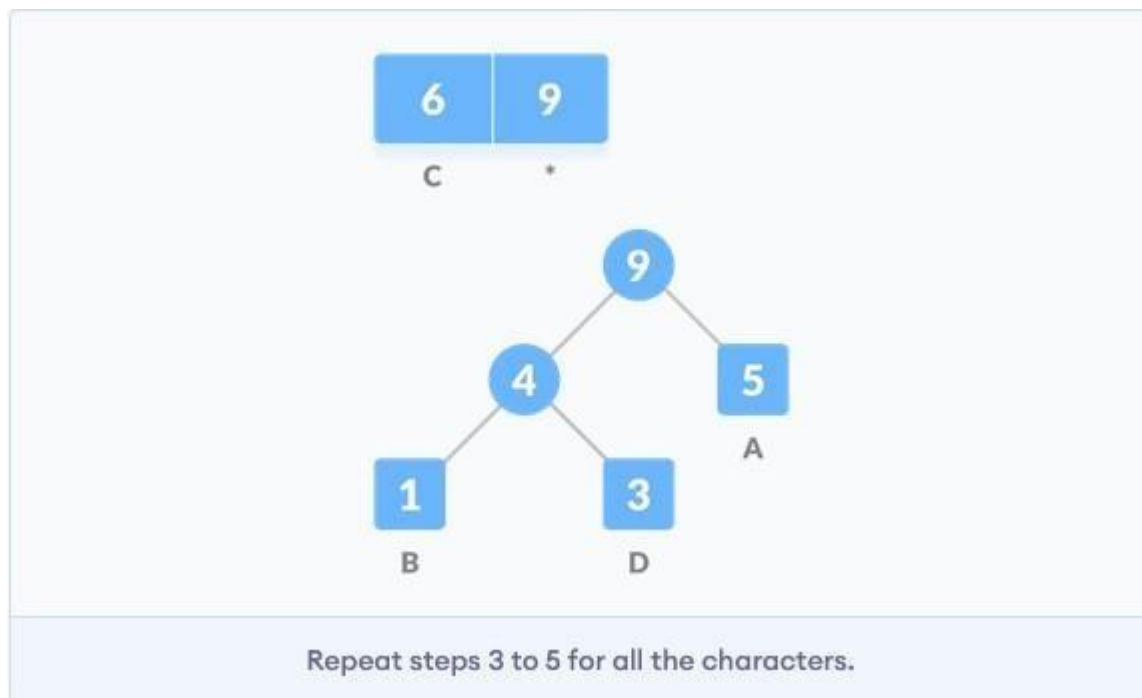 6 9
C *
9
4 5
A
1 3
B D
Repeat steps 3 to 5 for all the characters.